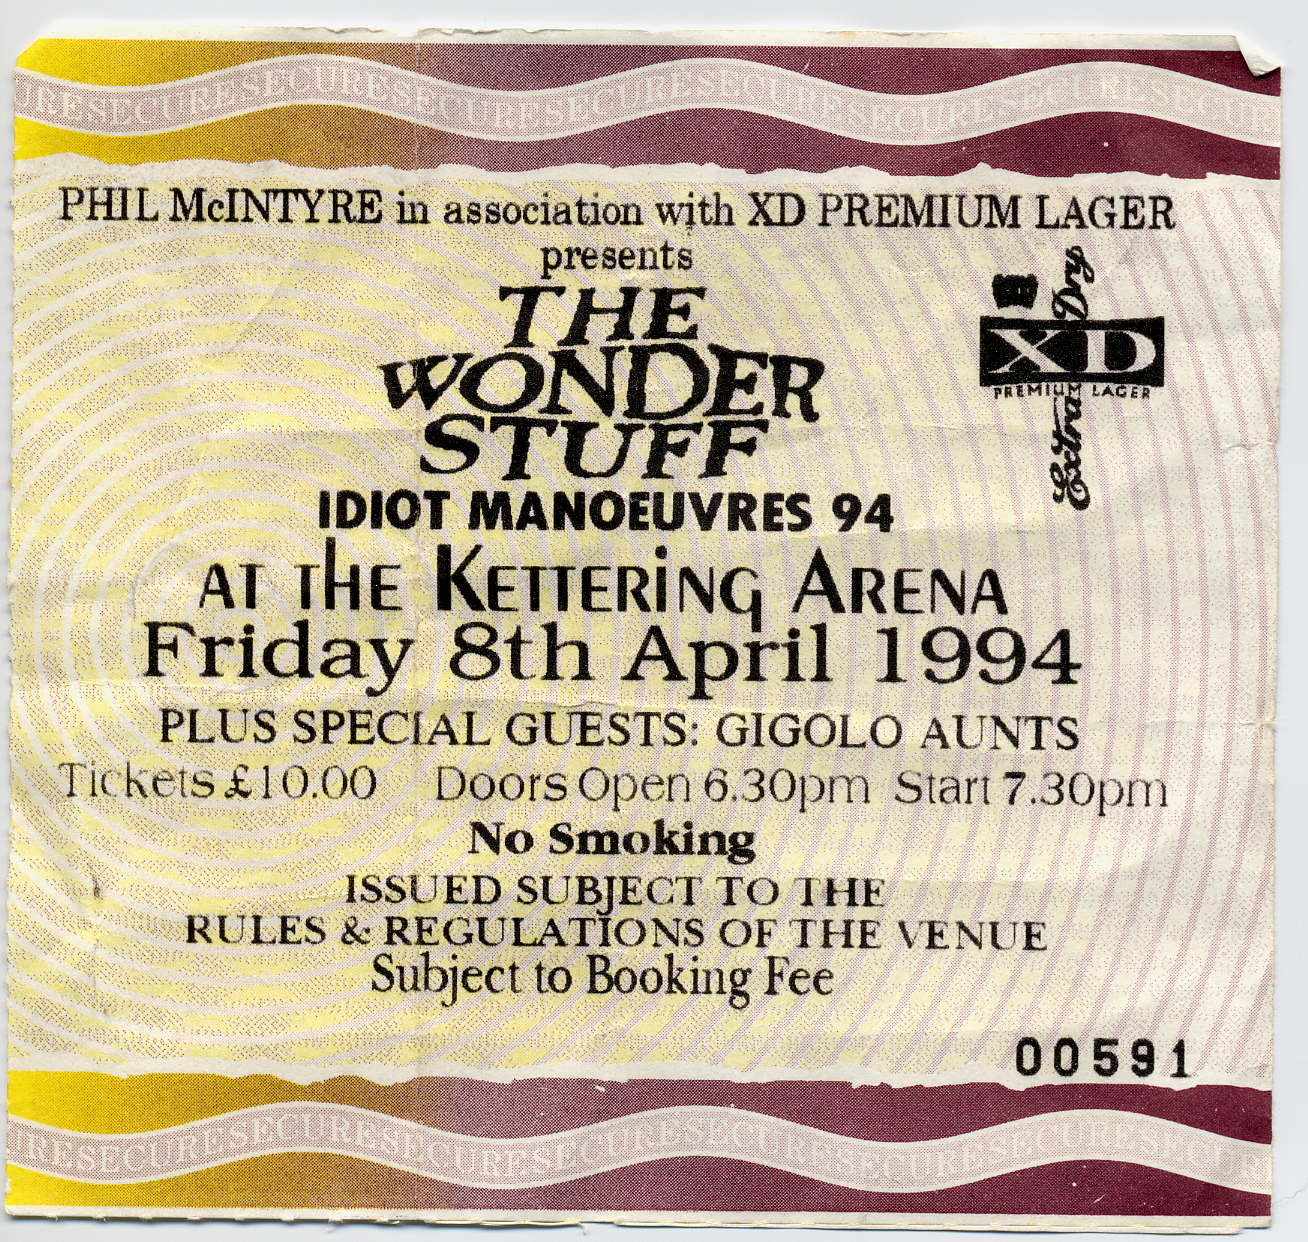 RESECURESECURESECURESECURESECURESECURESECURESECUR
PHIL McINTYRE in association with XD PREMIUM LAGER
presents
THE
WONDER
STUFF
Extra Dry
XD
PREMIUM LAGER
IDIOT MANOEUVRES 94
AT THE KETTERING ARENA
Friday 8th April 1994
PLUS SPECIAL GUESTS: GIGOLO AUNTS
Tickets £10.00 Doors Open 6.30pm Start 7.30pm
No Smoking
ISSUED SUBJECT TO THE
RULES & REGULATIONS OF THE VENUE
Subject to Booking Fee
00591
RESECURESECURESECURESECURESECURESECURESECURESECURE